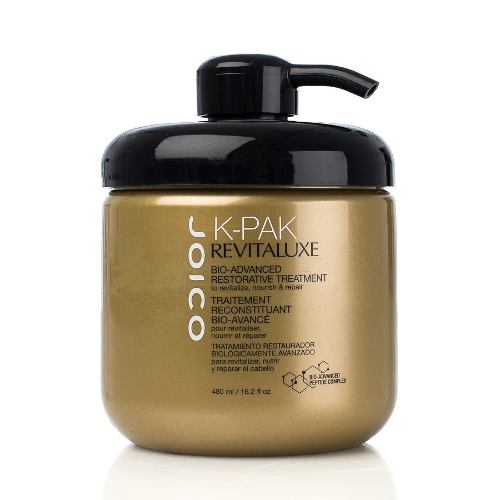 JOICO
K-PAK
REVITALUXE
BIO-ADVANCED
RESTORATIVE TREATMENT
to revitalize, nourish & repair
TRAITEMENT
RECONSTITUANT
BIO-AVANCÉ
pour revitaliser,
nourrir et réparer
TRATAMIENTO RESTAURADOR
BIOLÓGICAMENTE AVANZADO
para revitalizar, nutrir
y reparar el cabello
480 ml / 16.2 fl oz
BIO-ADVANCED
PEPTIDE COMPLEX